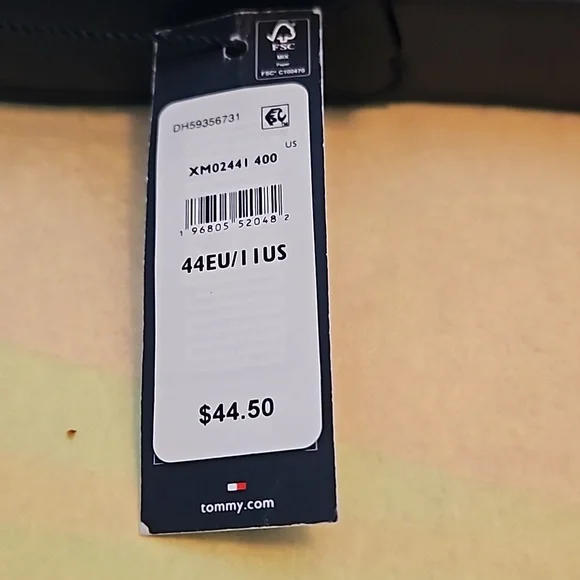 FSC
MIX
Paper
FSC® C100470
DH59356731
US
XM02441 400
1 96805 52048 2
44EU/11US
$44.50
tommy.com